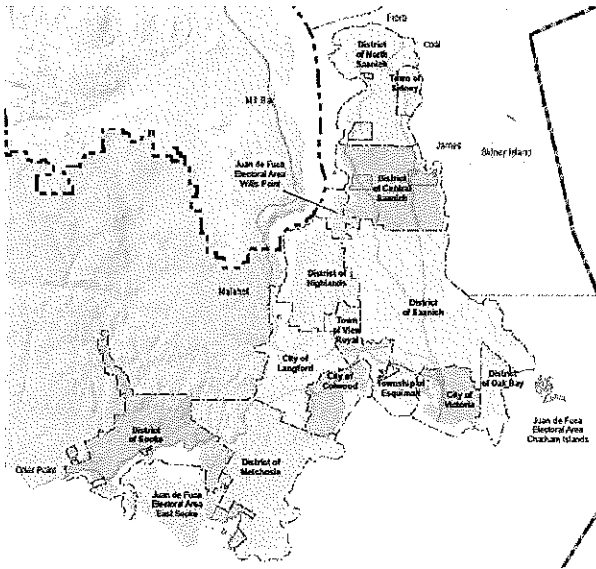 Coal
District
of North
Saanich
Town of
Sidney
Mill Bay
James
Sidney Island
Juan de Fuca
Electoral Area
Willis Point
District
of Central
Saanich
District of
Highlands
Malahat
District
of Saanich
Town
of View
Royal
City of
Langford
City of
Colwood
Township of
Esquimalt
City of
Victoria
District
of Oak Bay
Juan de Fuca
Electoral Area
Chatham Islands
District
of Sooke
Otter Point
District of
Metchosin
Juan de Fuca
Electoral Area
East Sooke